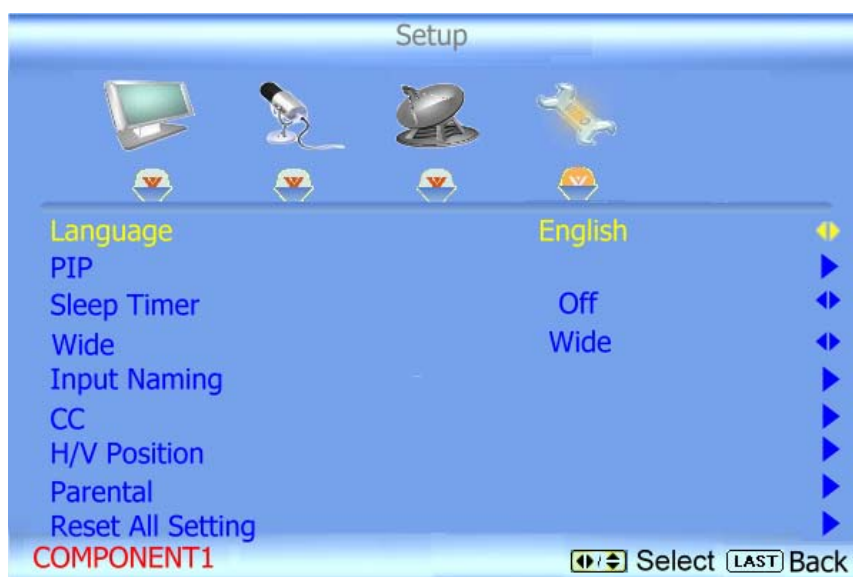 Setup
Language English
PIP
Sleep Timer Off
Wide Wide
Input Naming
CC
H/V Position
Parental
Reset All Setting
COMPONENT1 Select LAST Back